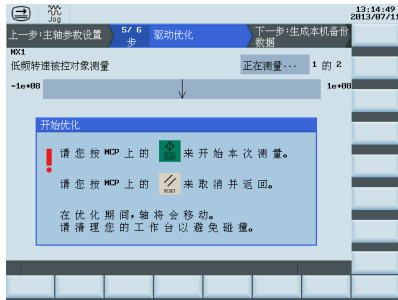 Jog
13:14:49
2013/07/11
上一步:主轴参数设置
5/ 6
步
驱动优化
下一步:生成本机备份
数据
MX1
低频转速被控对象测量
正在测量···
1 的 2
-1e+08
1e+08
开始优化
请您按 MCP 上的 来开始本次测量。
请您按 MCP 上的 RESET 来取消并返回。
在优化期间,轴将会移动。
请清理您的工作台以避免碰撞。